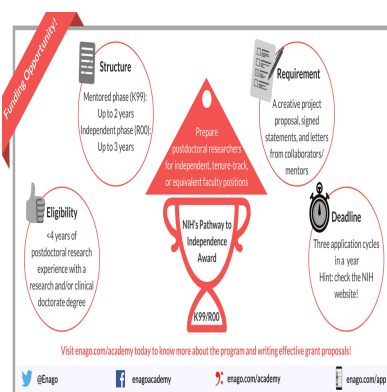 Funding Opportunity!
Structure
Mentored phase (K99):
Up to 2 years
Independent phase (R00):
Up to 3 years
Requirement
A creative project
proposal, signed
statements, and letters
from collaborators/
mentors
Prepare
postdoctoral researchers
for independent, tenure-track,
or equivalent faculty positions
Eligibility
<4 years of
postdoctoral research
experience with a
research and/or clinical
doctorate degree
NIH's Pathway to
Independence
Award
K99/R00
Deadline
Three application cycles
in a year
Hint: check the NIH
website!
Visit enago.com/academy today to know more about the program and writing effective grant proposals!
@Enago
enagoacademy
enago.com/academy
enago.com/app